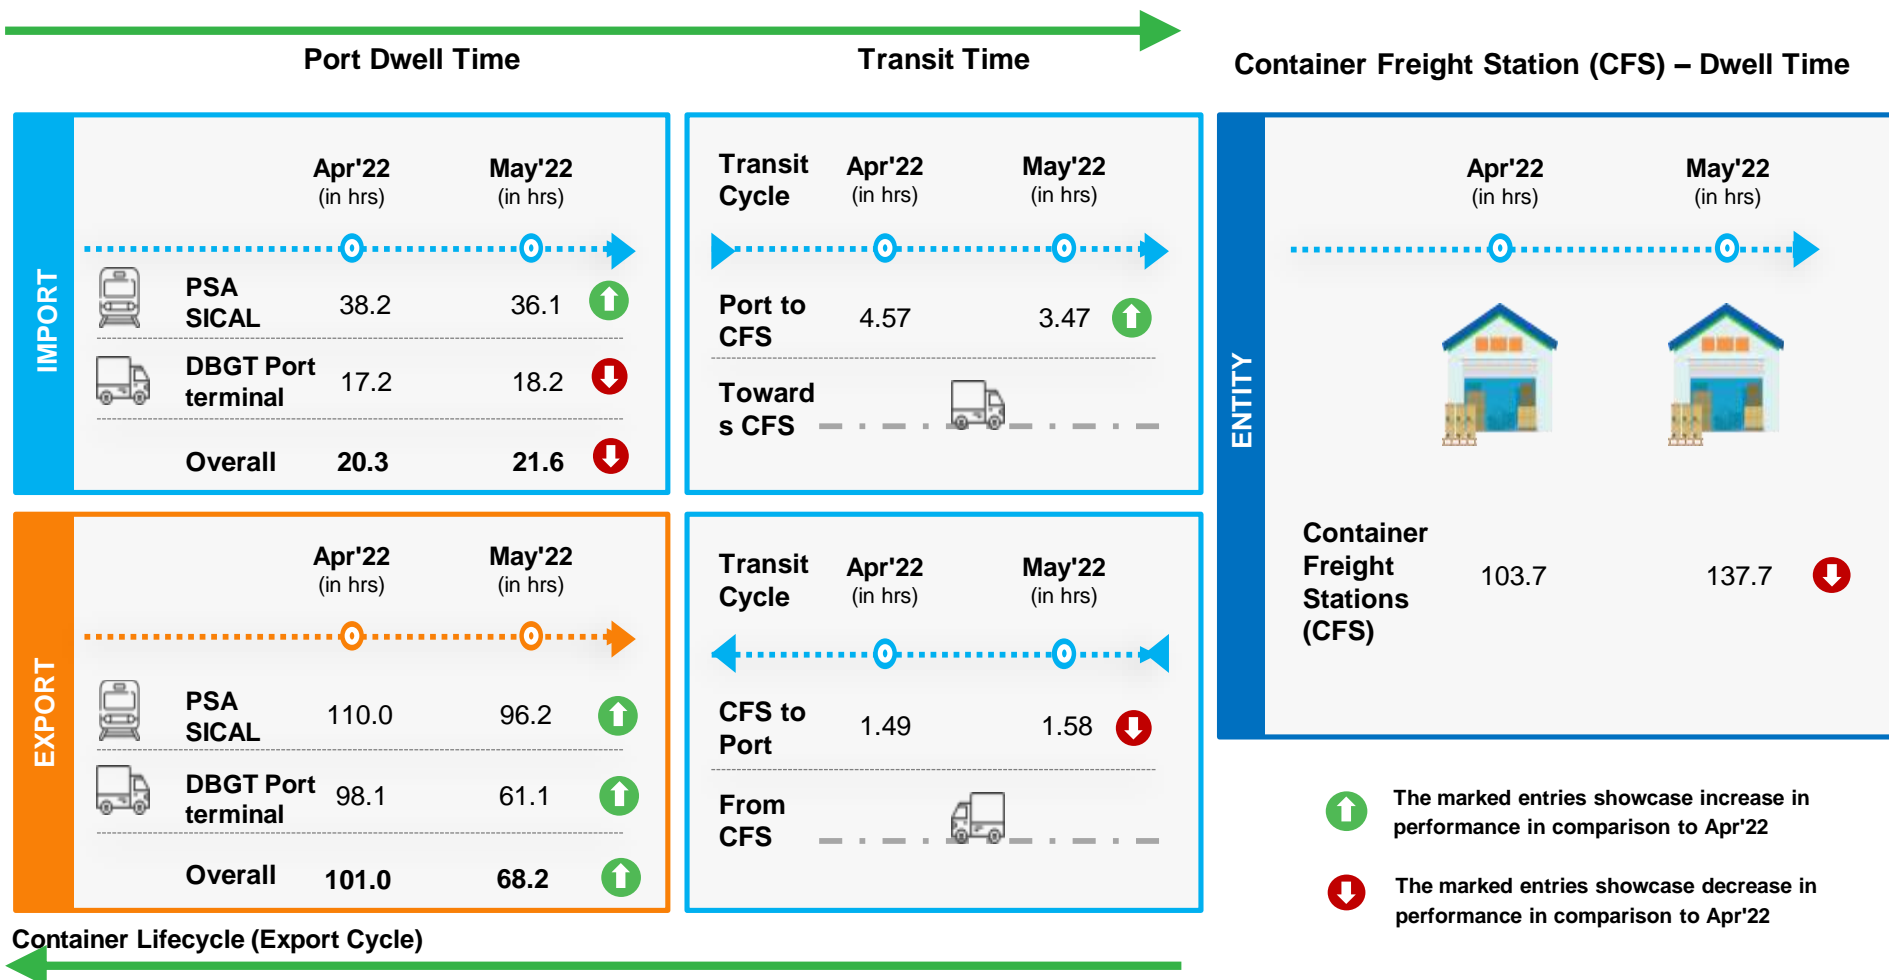 Port Dwell Time
Transit Time
Container Freight Station (CFS) – Dwell Time
IMPORT
Apr'22
(in hrs)
May'22
(in hrs)
PSA
SICAL
38.2
36.1
DBGT Port
terminal
17.2
18.2
Overall
20.3
21.6
Transit
Cycle
Apr'22
(in hrs)
May'22
(in hrs)
Port to
CFS
4.57
3.47
Toward
s CFS
ENTITY
Apr'22
(in hrs)
May'22
(in hrs)
Container
Freight
Stations
(CFS)
103.7
137.7
EXPORT
Apr'22
(in hrs)
May'22
(in hrs)
PSA
SICAL
110.0
96.2
DBGT Port
terminal
98.1
61.1
Overall
101.0
68.2
Transit
Cycle
Apr'22
(in hrs)
May'22
(in hrs)
CFS to
Port
1.49
1.58
From
CFS
The marked entries showcase increase in
performance in comparison to Apr'22
The marked entries showcase decrease in
performance in comparison to Apr'22
Container Lifecycle (Export Cycle)